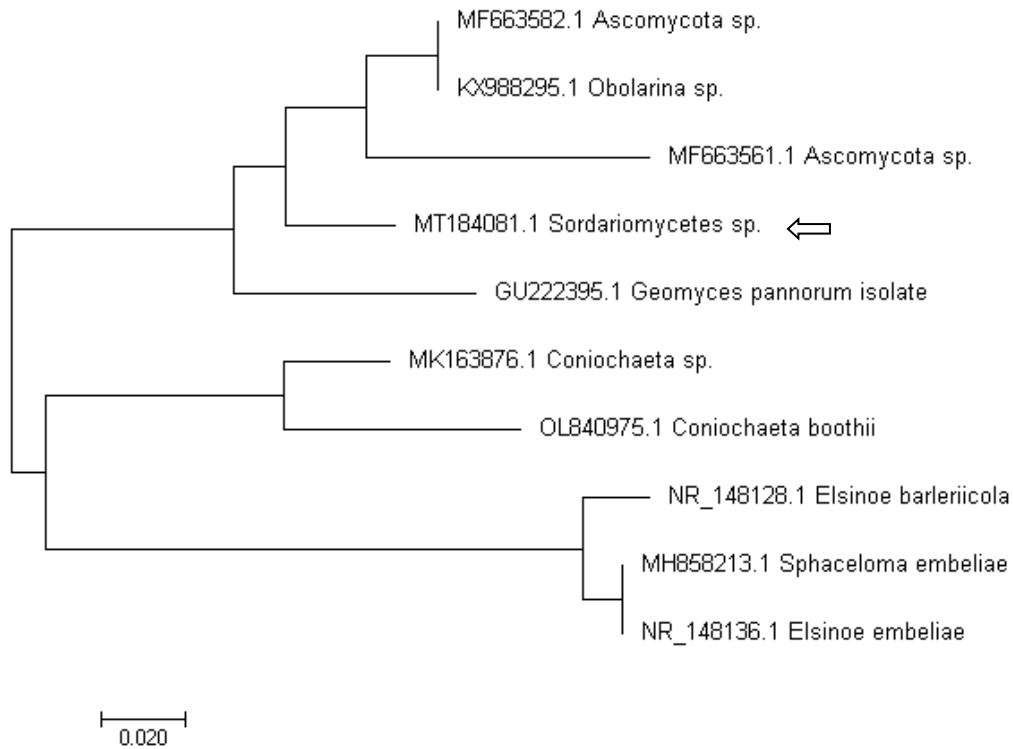 MF663582.1 Ascomycota sp.
KX988295.1 Obolarina sp.
MF663561.1 Ascomycota sp.
MT184081.1 Sordariomycetes sp.
GU222395.1 Geomyces pannorum isolate
MK163876.1 Coniochaeta sp.
OL840975.1 Coniochaeta boothii
NR_148128.1 Elsinoe barleriicola
MH858213.1 Sphaceloma embeliae
NR_148136.1 Elsinoe embeliae
0.020